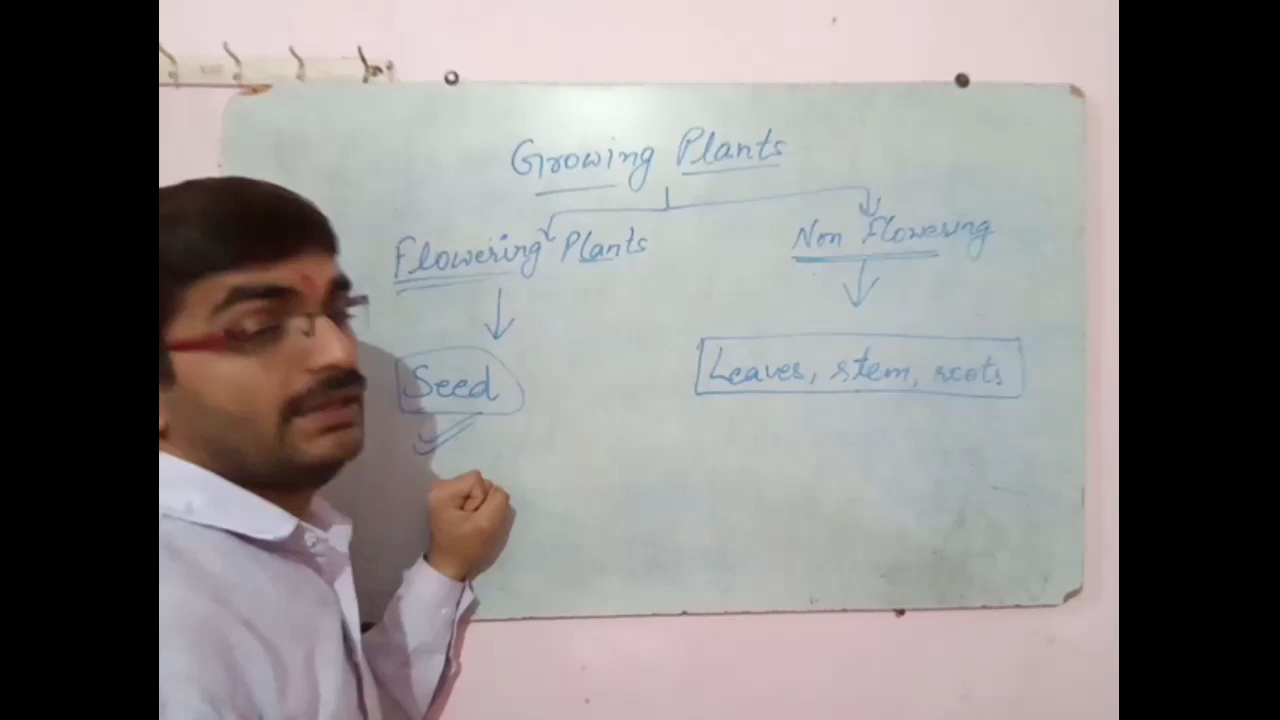 Growing Plants
Flowering Plants
Non Flowering
Seed
Leaves, stem, roots